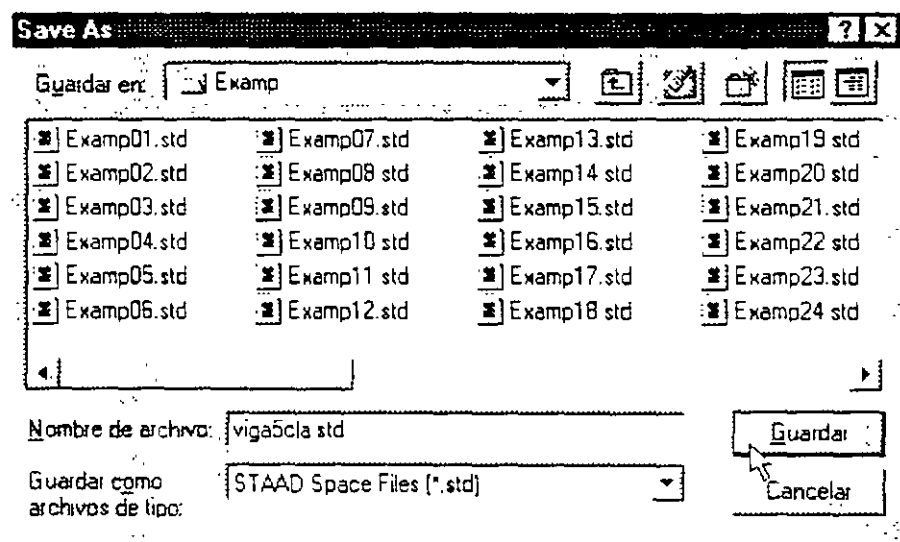 Save As
Guardar en: Examp
Examp01.std Examp07.std Examp13.std Examp19 std
Examp02.std Examp08 std Examp14 std Examp20 std
Examp03.std Examp09.std Examp15.std Examp21.std
Examp04.std Examp10 std Examp16.std Examp22 std
Examp05.std Examp11 std Examp17.std Examp23.std
Examp06.std Examp12.std Examp18 std Examp24 std
Nombre de archivo: viga5cla std Guardar
Guardar como archivos de tipo: STAAD Space Files (*.std) Cancelar